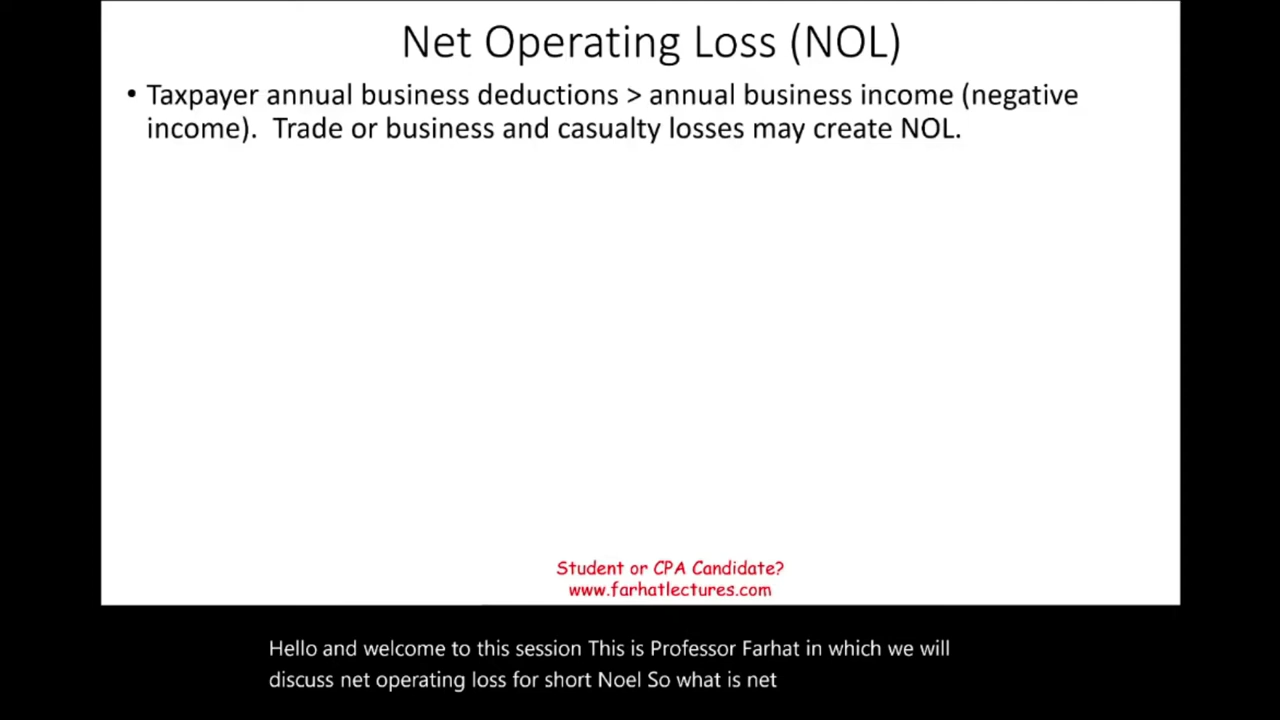 Net Operating Loss (NOL)
• Taxpayer annual business deductions > annual business income (negative
income). Trade or business and casualty losses may create NOL.
Student or CPA Candidate?
www.farhatlectures.com
Hello and welcome to this session This is Professor Farhat in which we will
discuss net operating loss for short Noel So what is net